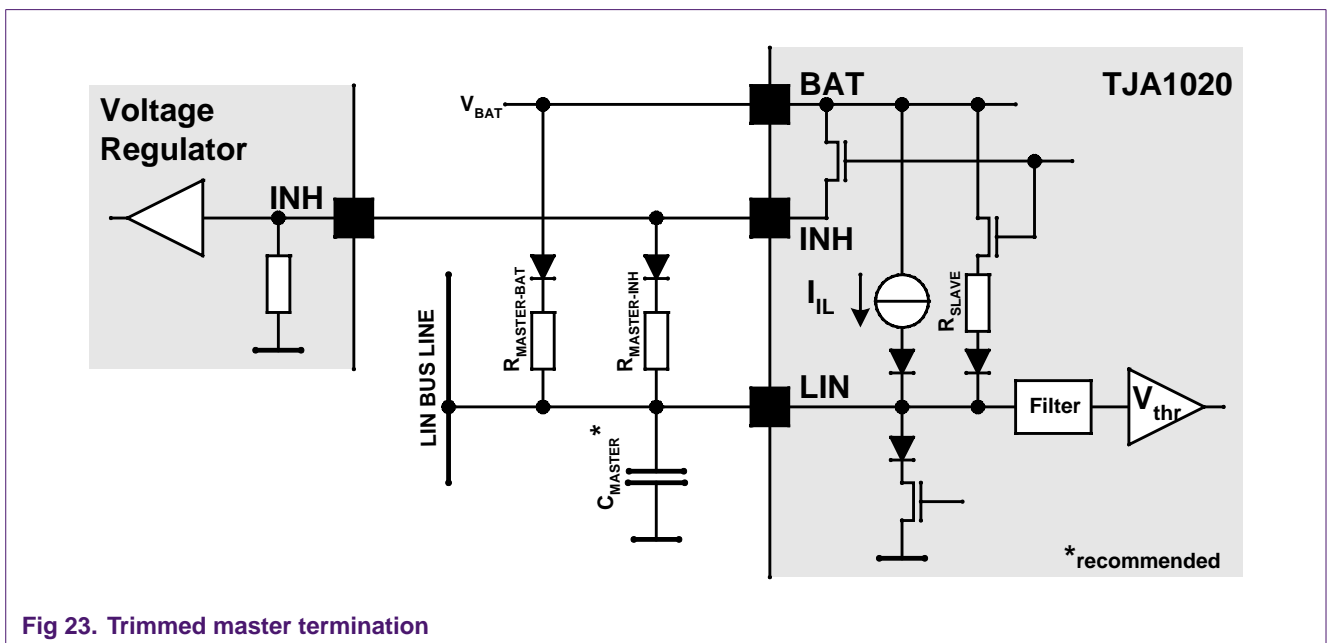 Voltage
Regulator
INH
V_BAT
BAT
TJA1020
INH
LIN BUS LINE
R_MASTER-BAT
R_MASTER-INH
C_MASTER*
I_IL
R_SLAVE
LIN
Filter
V_thr
*recommended
Fig 23. Trimmed master termination